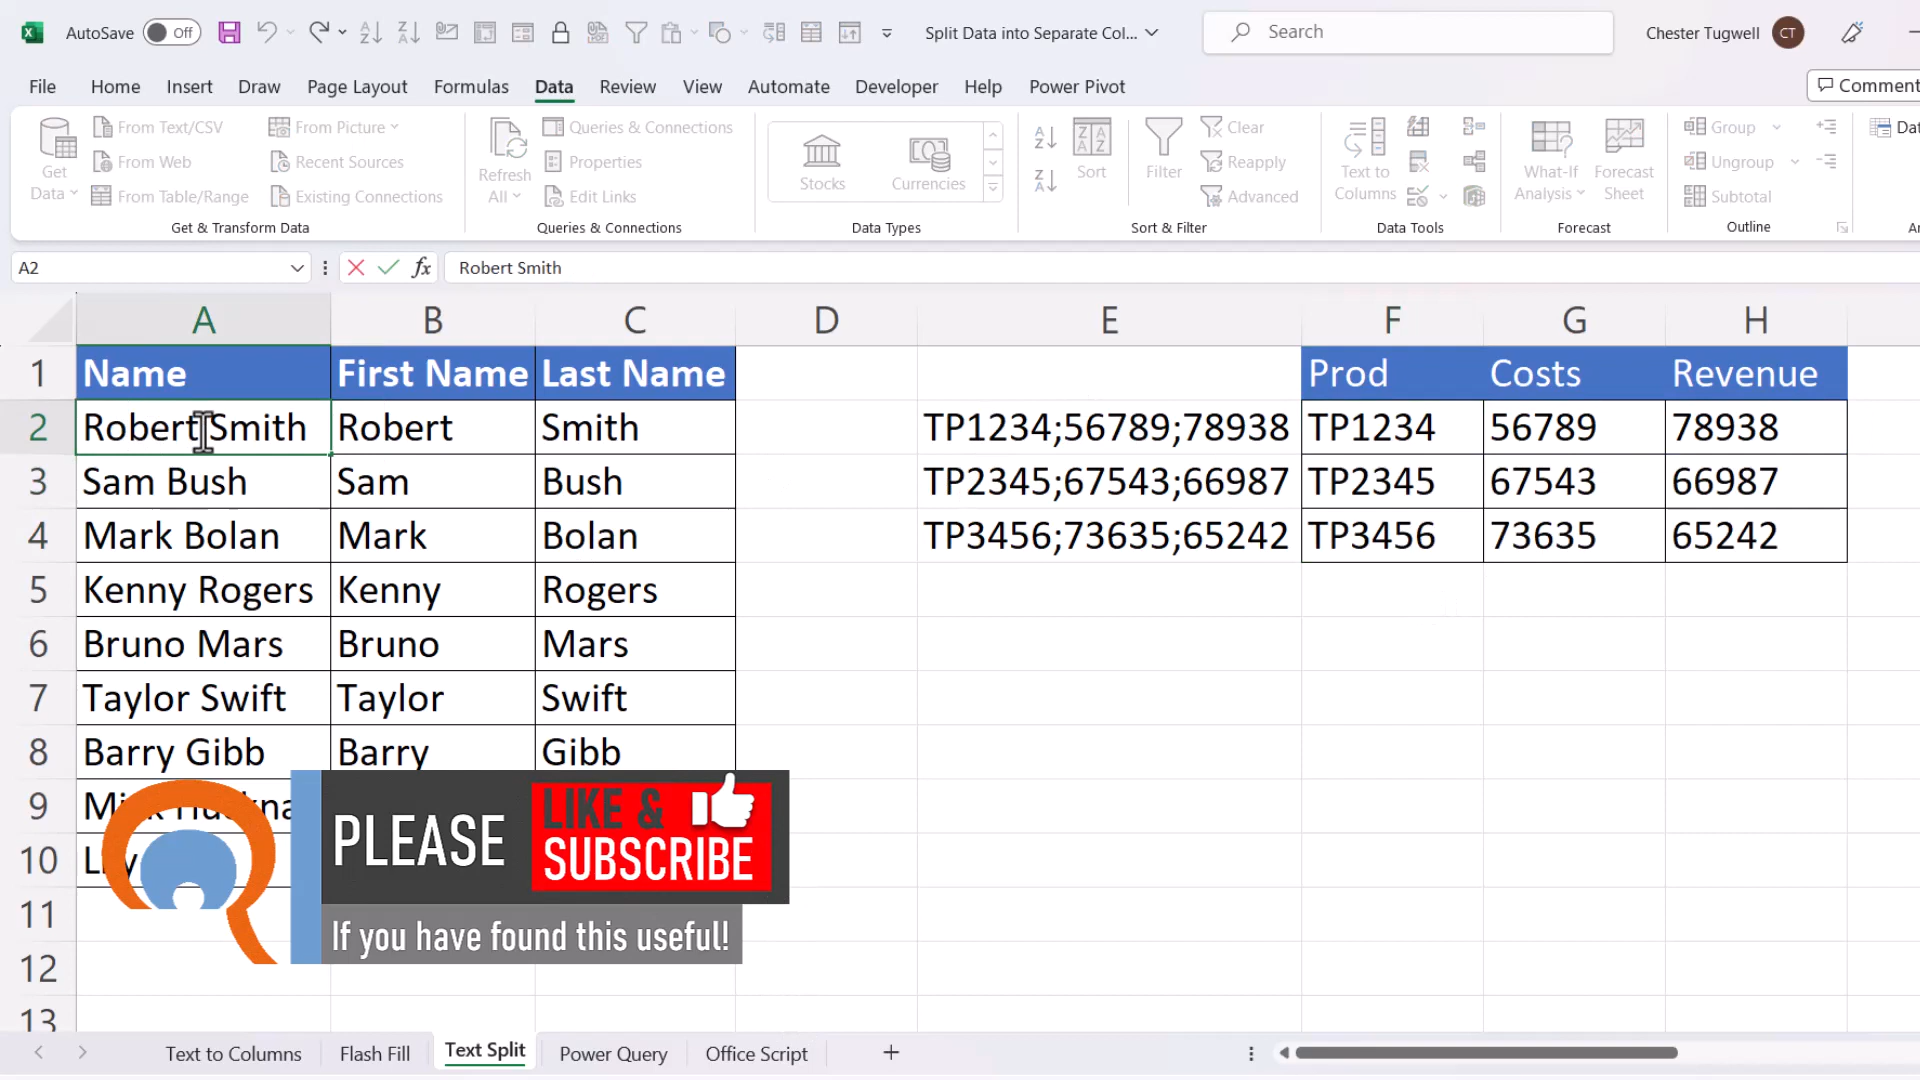 AutoSave Off Split Data into Separate Col... Search Chester Tugwell CT
File Home Insert Draw Page Layout Formulas Data Review View Automate Developer Help Power Pivot
Get Data From Text/CSV From Web From Table/Range From Picture Recent Sources Existing Connections
Get & Transform Data
Refresh All Queries & Connections Properties Edit Links
Queries & Connections
Stocks Currencies
Data Types
Sort Filter Clear Reapply Advanced
Sort & Filter
Text to Columns
Data Tools
What-If Analysis Forecast Sheet
Forecast
Group Ungroup Subtotal
Outline
A2 fx Robert Smith
A B C D E F G H
1 Name First Name Last Name Prod Costs Revenue
2 Robert Smith Robert Smith TP1234;56789;78938 TP1234 56789 78938
3 Sam Bush Sam Bush TP2345;67543;66987 TP2345 67543 66987
4 Mark Bolan Mark Bolan TP3456;73635;65242 TP3456 73635 65242
5 Kenny Rogers Kenny Rogers
6 Bruno Mars Bruno Mars
7 Taylor Swift Taylor Swift
8 Barry Gibb Barry Gibb
9
10
11
12
13
PLEASE LIKE & SUBSCRIBE
If you have found this useful!
Text to Columns Flash Fill Text Split Power Query Office Script